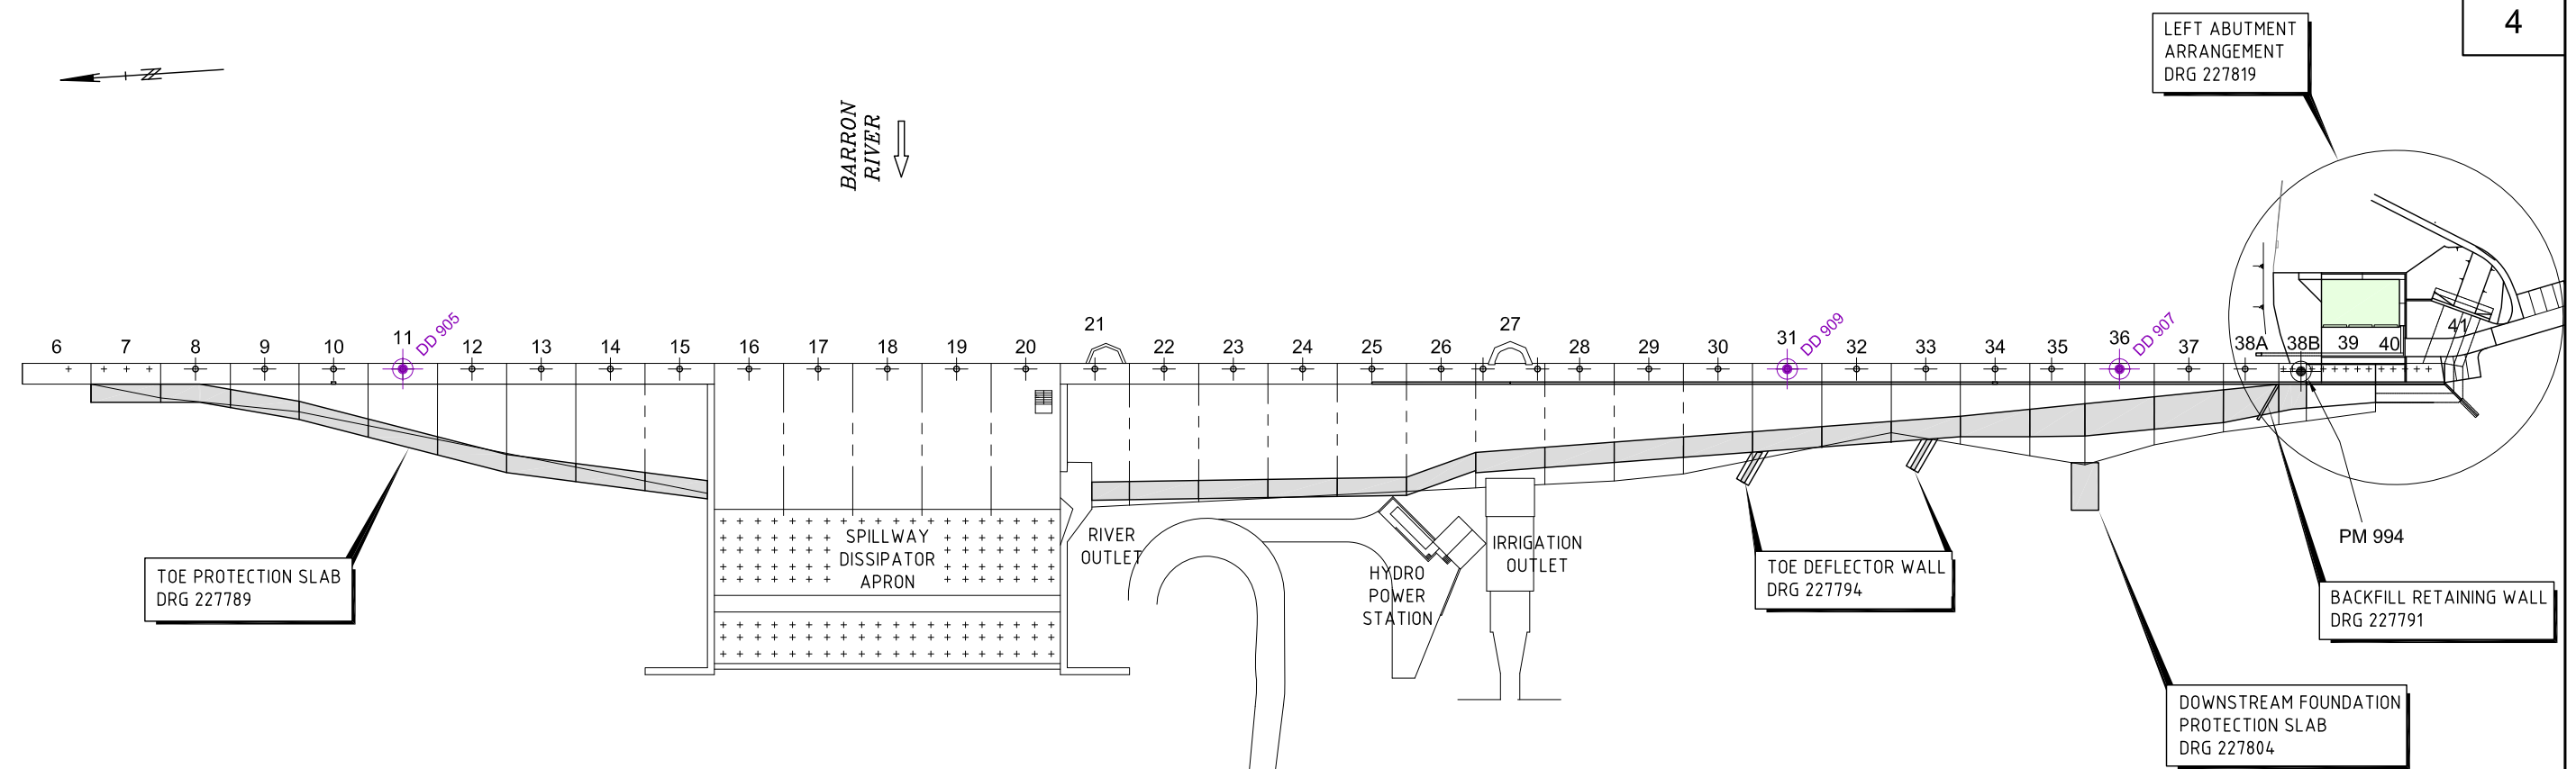 4
LEFT ABUTMENT
ARRANGEMENT
DRG 227819
N
BARRON
RIVER
6 7 8 9 10 11 DD 905 12 13 14 15 16 17 18 19 20 21 22 23 24 25 26 27 28 29 30 31 DD 909 32 33 34 35 36 DD 907 37 38A 38B 39 40 41
SPILLWAY
DISSIPATOR
APRON
RIVER
OUTLET
HYDRO
POWER
STATION
IRRIGATION
OUTLET
PM 994
TOE PROTECTION SLAB
DRG 227789
TOE DEFLECTOR WALL
DRG 227794
BACKFILL RETAINING WALL
DRG 227791
DOWNSTREAM FOUNDATION
PROTECTION SLAB
DRG 227804